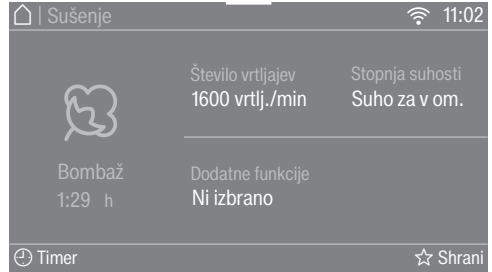 | Sušenje
11:02
Število vrtljajev
1600 vrtlj./min
Stopnja suhosti
Suho za v om.
Bombaž
1:29 h
Dodatne funkcije
Ni izbrano
Timer
Shrani